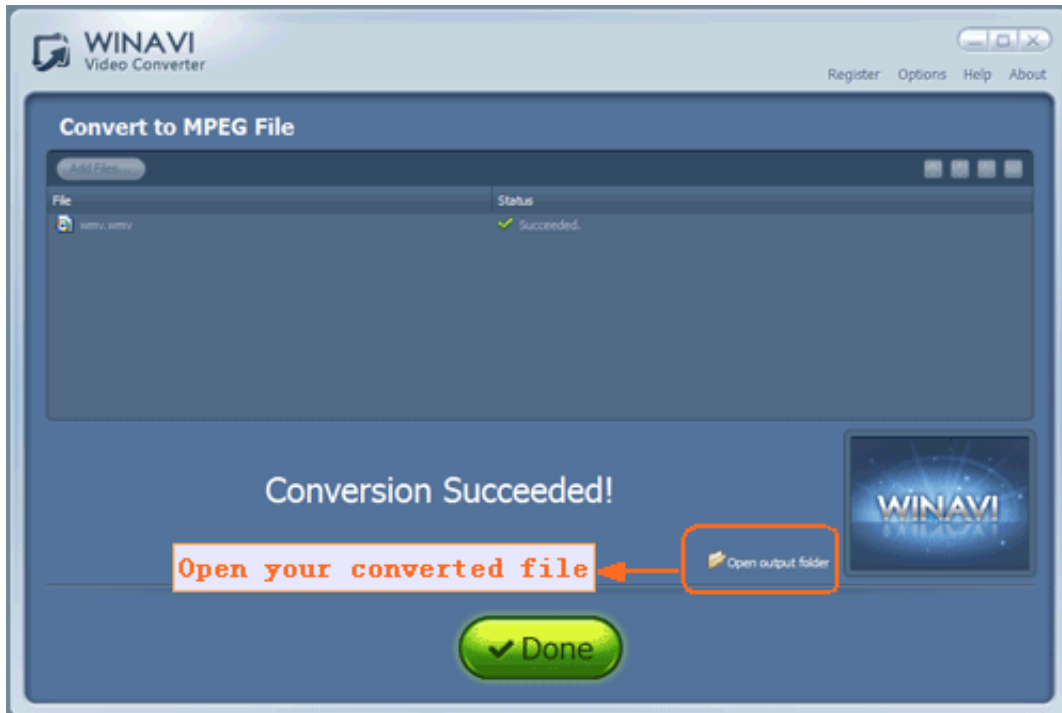 WINAVI
Video Converter
Register Options Help About
Convert to MPEG File
Add Files...
File Status
wmv.wmv Succeeded.
Conversion Succeeded!
WINAVI
Open your converted file
Open output folder
Done